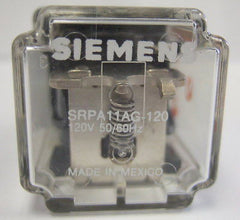 SIEMENS
SRPA11AG-120
120V 50/60Hz
MADE IN MEXICO